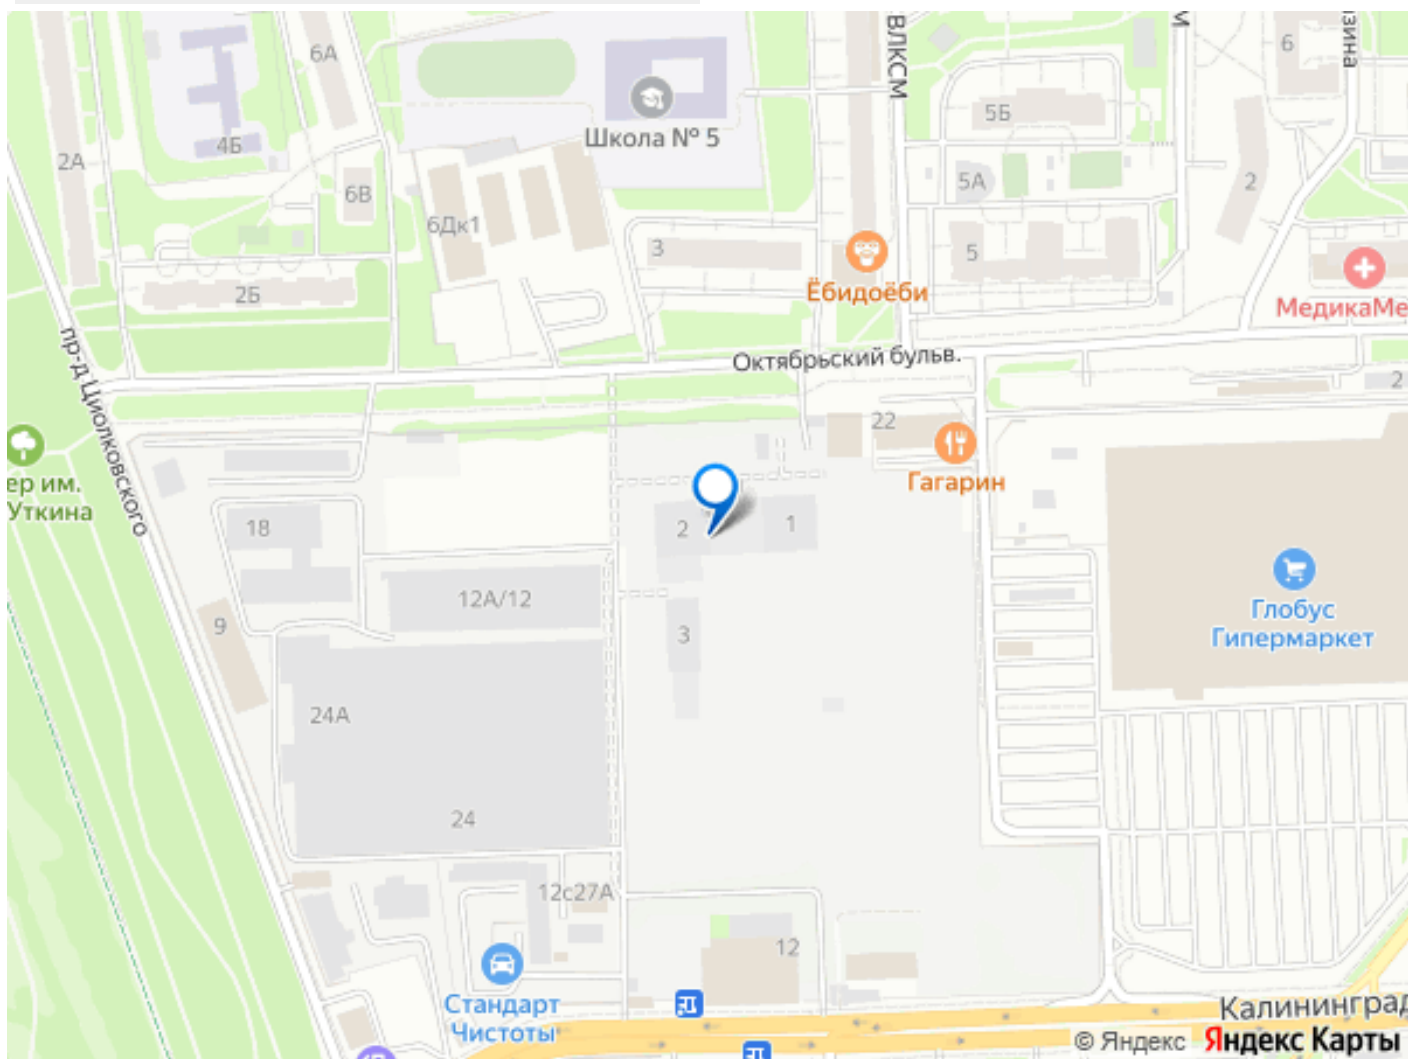 6А
ВЛКСМ
М
6
зина
5Б
Школа № 5
4Б
2А
6В
5А
2
6Дк1
3
5
Ёбидоёби
2Б
МедикаМе
пр-д Циолковского
Октябрьский бульв.
2
22
Гагарин
ер им.
Уткина
18
2
1
12А/12
Глобус
Гипермаркет
9
3
24А
24
12с27А
12
Стандарт
Чистоты
Калининград
© Яндекс Яндекс Карты